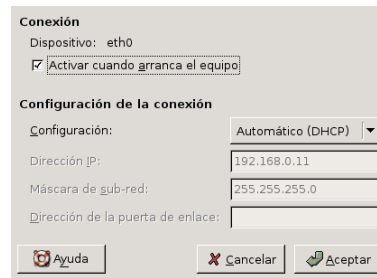 Conexión
Dispositivo: eth0
Activar cuando arranca el equipo
Configuración de la conexión
Configuración: Automático (DHCP)
Dirección IP: 192.168.0.11
Máscara de sub-red: 255.255.255.0
Dirección de la puerta de enlace:
Ayuda Cancelar Aceptar